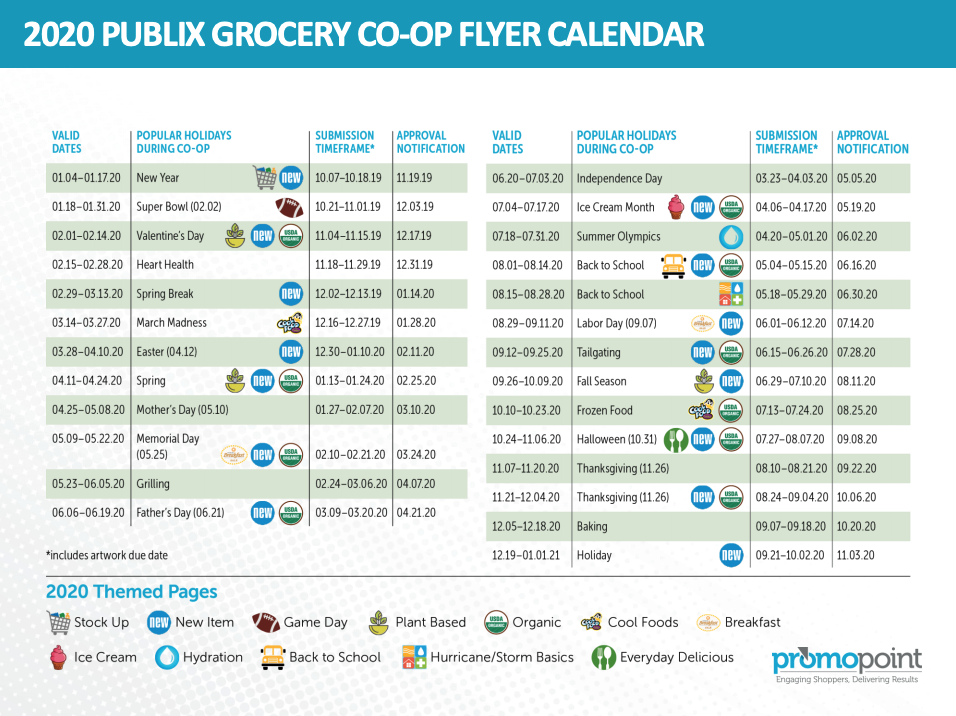 2020 PUBLIX GROCERY CO-OP FLYER CALENDAR
VALID DATES POPULAR HOLIDAYS DURING CO-OP SUBMISSION TIMEFRAME* APPROVAL NOTIFICATION
01.04–01.17.20 New Year new 10.07–10.18.19 11.19.19
01.18–01.31.20 Super Bowl (02.02) 10.21–11.01.19 12.03.19
02.01–02.14.20 Valentine's Day new USDA ORGANIC 11.04–11.15.19 12.17.19
02.15–02.28.20 Heart Health 11.18–11.29.19 12.31.19
02.29–03.13.20 Spring Break new 12.02–12.13.19 01.14.20
03.14–03.27.20 March Madness Cool Foods 12.16–12.27.19 01.28.20
03.28–04.10.20 Easter (04.12) new 12.30–01.10.20 02.11.20
04.11–04.24.20 Spring new USDA ORGANIC 01.13–01.24.20 02.25.20
04.25–05.08.20 Mother's Day (05.10) 01.27–02.07.20 03.10.20
05.09–05.22.20 Memorial Day
(05.25) Breakfast new USDA ORGANIC 02.10–02.21.20 03.24.20
05.23–06.05.20 Grilling 02.24–03.06.20 04.07.20
06.06–06.19.20 Father's Day (06.21) new USDA ORGANIC 03.09–03.20.20 04.21.20
*includes artwork due date
VALID DATES POPULAR HOLIDAYS DURING CO-OP SUBMISSION TIMEFRAME* APPROVAL NOTIFICATION
06.20–07.03.20 Independence Day 03.23–04.03.20 05.05.20
07.04–07.17.20 Ice Cream Month new USDA ORGANIC 04.06–04.17.20 05.19.20
07.18–07.31.20 Summer Olympics 04.20–05.01.20 06.02.20
08.01–08.14.20 Back to School new USDA ORGANIC 05.04–05.15.20 06.16.20
08.15–08.28.20 Back to School 05.18–05.29.20 06.30.20
08.29–09.11.20 Labor Day (09.07) Breakfast new 06.01–06.12.20 07.14.20
09.12–09.25.20 Tailgating new USDA ORGANIC 06.15–06.26.20 07.28.20
09.26–10.09.20 Fall Season new 06.29–07.10.20 08.11.20
10.10–10.23.20 Frozen Food Cool Foods USDA ORGANIC 07.13–07.24.20 08.25.20
10.24–11.06.20 Halloween (10.31) new USDA ORGANIC 07.27–08.07.20 09.08.20
11.07–11.20.20 Thanksgiving (11.26) 08.10–08.21.20 09.22.20
11.21–12.04.20 Thanksgiving (11.26) new USDA ORGANIC 08.24–09.04.20 10.06.20
12.05–12.18.20 Baking 09.07–09.18.20 10.20.20
12.19–01.01.21 Holiday new 09.21–10.02.20 11.03.20
2020 Themed Pages
Stock Up new New Item Game Day Plant Based USDA ORGANIC Organic Cool Foods Cool Foods Breakfast Breakfast
Ice Cream Hydration Back to School Hurricane/Storm Basics Everyday Delicious
promopoint
Engaging Shoppers, Delivering Results